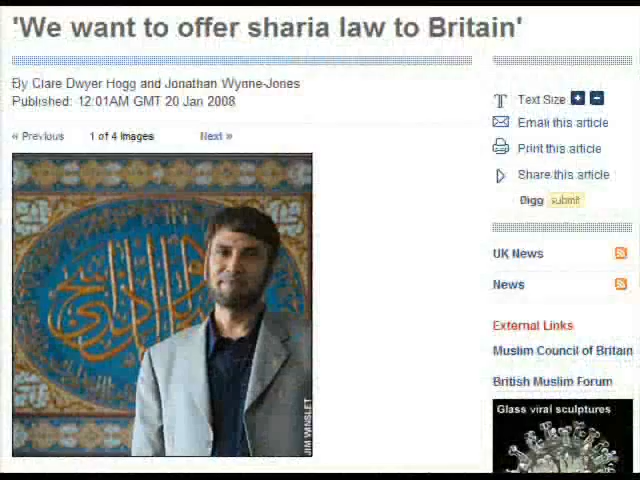 'We want to offer sharia law to Britain'
By Clare Dwyer Hogg and Jonathan Wynne-Jones
Published: 12:01AM GMT 20 Jan 2008
« Previous 1 of 4 Images Next »
JIM WINSLET
Text Size + −
Email this article
Print this article
Share this article
Digg submit
UK News
News
External Links
Muslim Council of Britain
British Muslim Forum
Glass viral sculptures